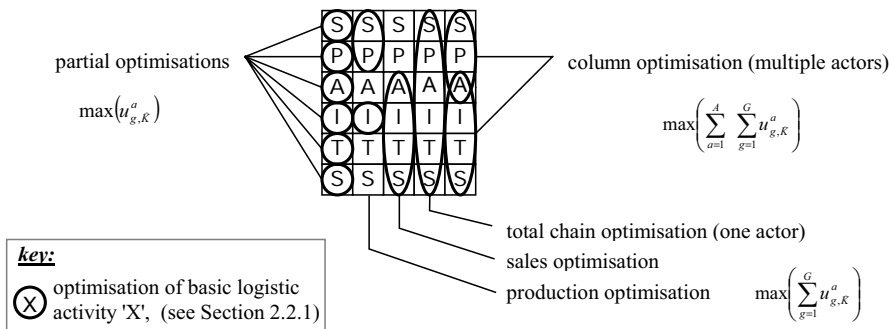 S S S S S
P P P P P
A A A A A
I I I I I
T T T T T
S S S S S
partial optimisations
max(u^a_{g,K})
column optimisation (multiple actors)
max(∑_{a=1}^{A} ∑_{g=1}^{G} u^a_{g,K})
total chain optimisation (one actor)
sales optimisation
production optimisation max(∑_{g=1}^{G} u^a_{g,K})
key:
X optimisation of basic logistic
activity 'X', (see Section 2.2.1)